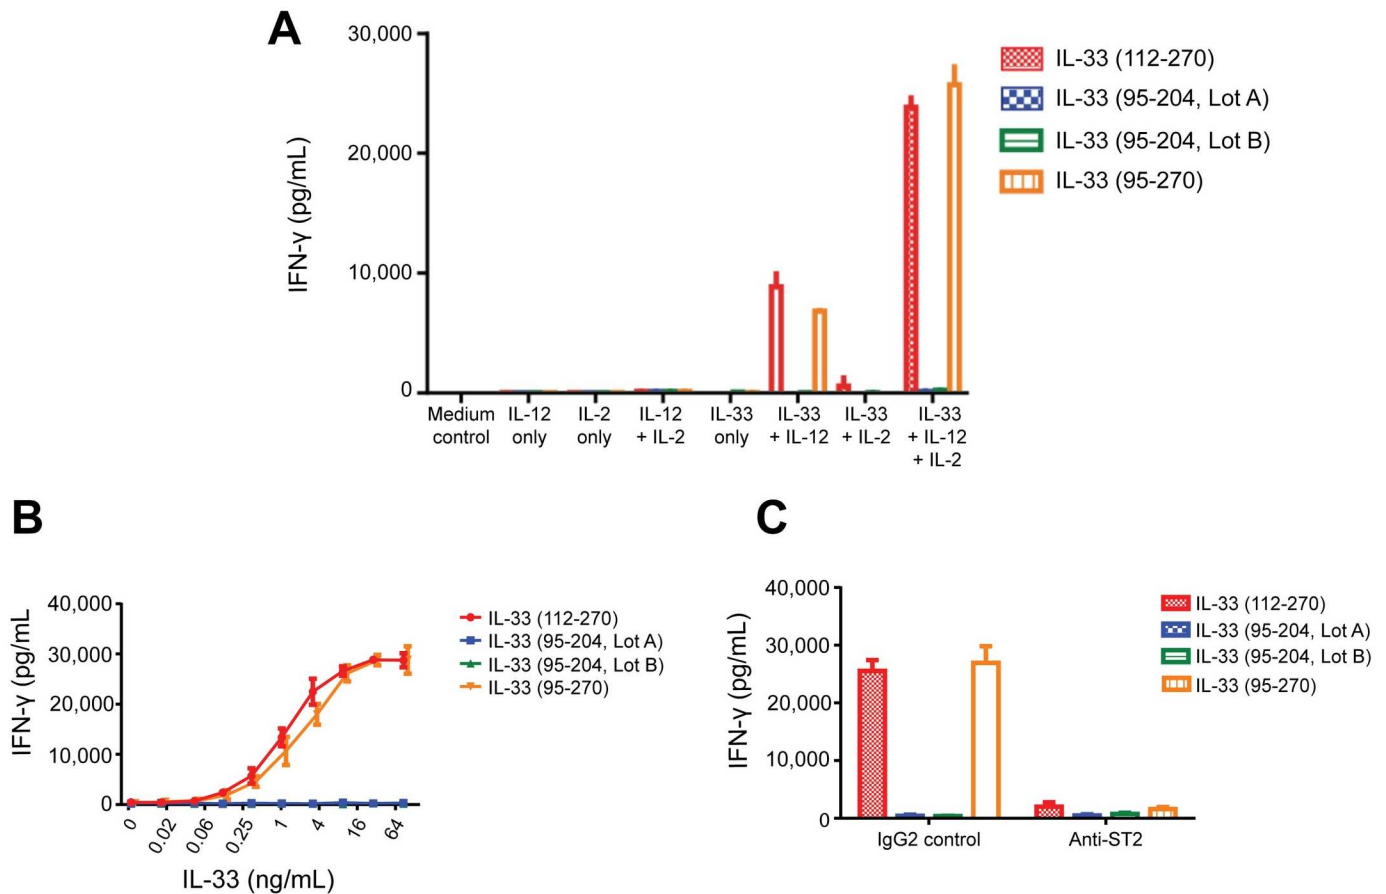 A
30,000
20,000
10,000
0
IFN-γ (pg/mL)
Medium control
IL-12 only
IL-2 only
IL-12 + IL-2
IL-33 only
IL-33 + IL-12
IL-33 + IL-2
IL-33 + IL-12 + IL-2
IL-33 (112-270)
IL-33 (95-204, Lot A)
IL-33 (95-204, Lot B)
IL-33 (95-270)
B
40,000
30,000
20,000
10,000
0
IFN-γ (pg/mL
0
0.02
0.06
0.25
1
4
16
64
IL-33 (ng/mL)
IL-33 (112-270)
IL-33 (95-204, Lot A)
IL-33 (95-204, Lot B)
IL-33 (95-270)
C
40,000
30,000
20,000
10,000
0
IFN-γ (pg/mL)
IgG2 control
Anti-ST2
IL-33 (112-270)
IL-33 (95-204, Lot A)
IL-33 (95-204, Lot B)
IL-33 (95-270)